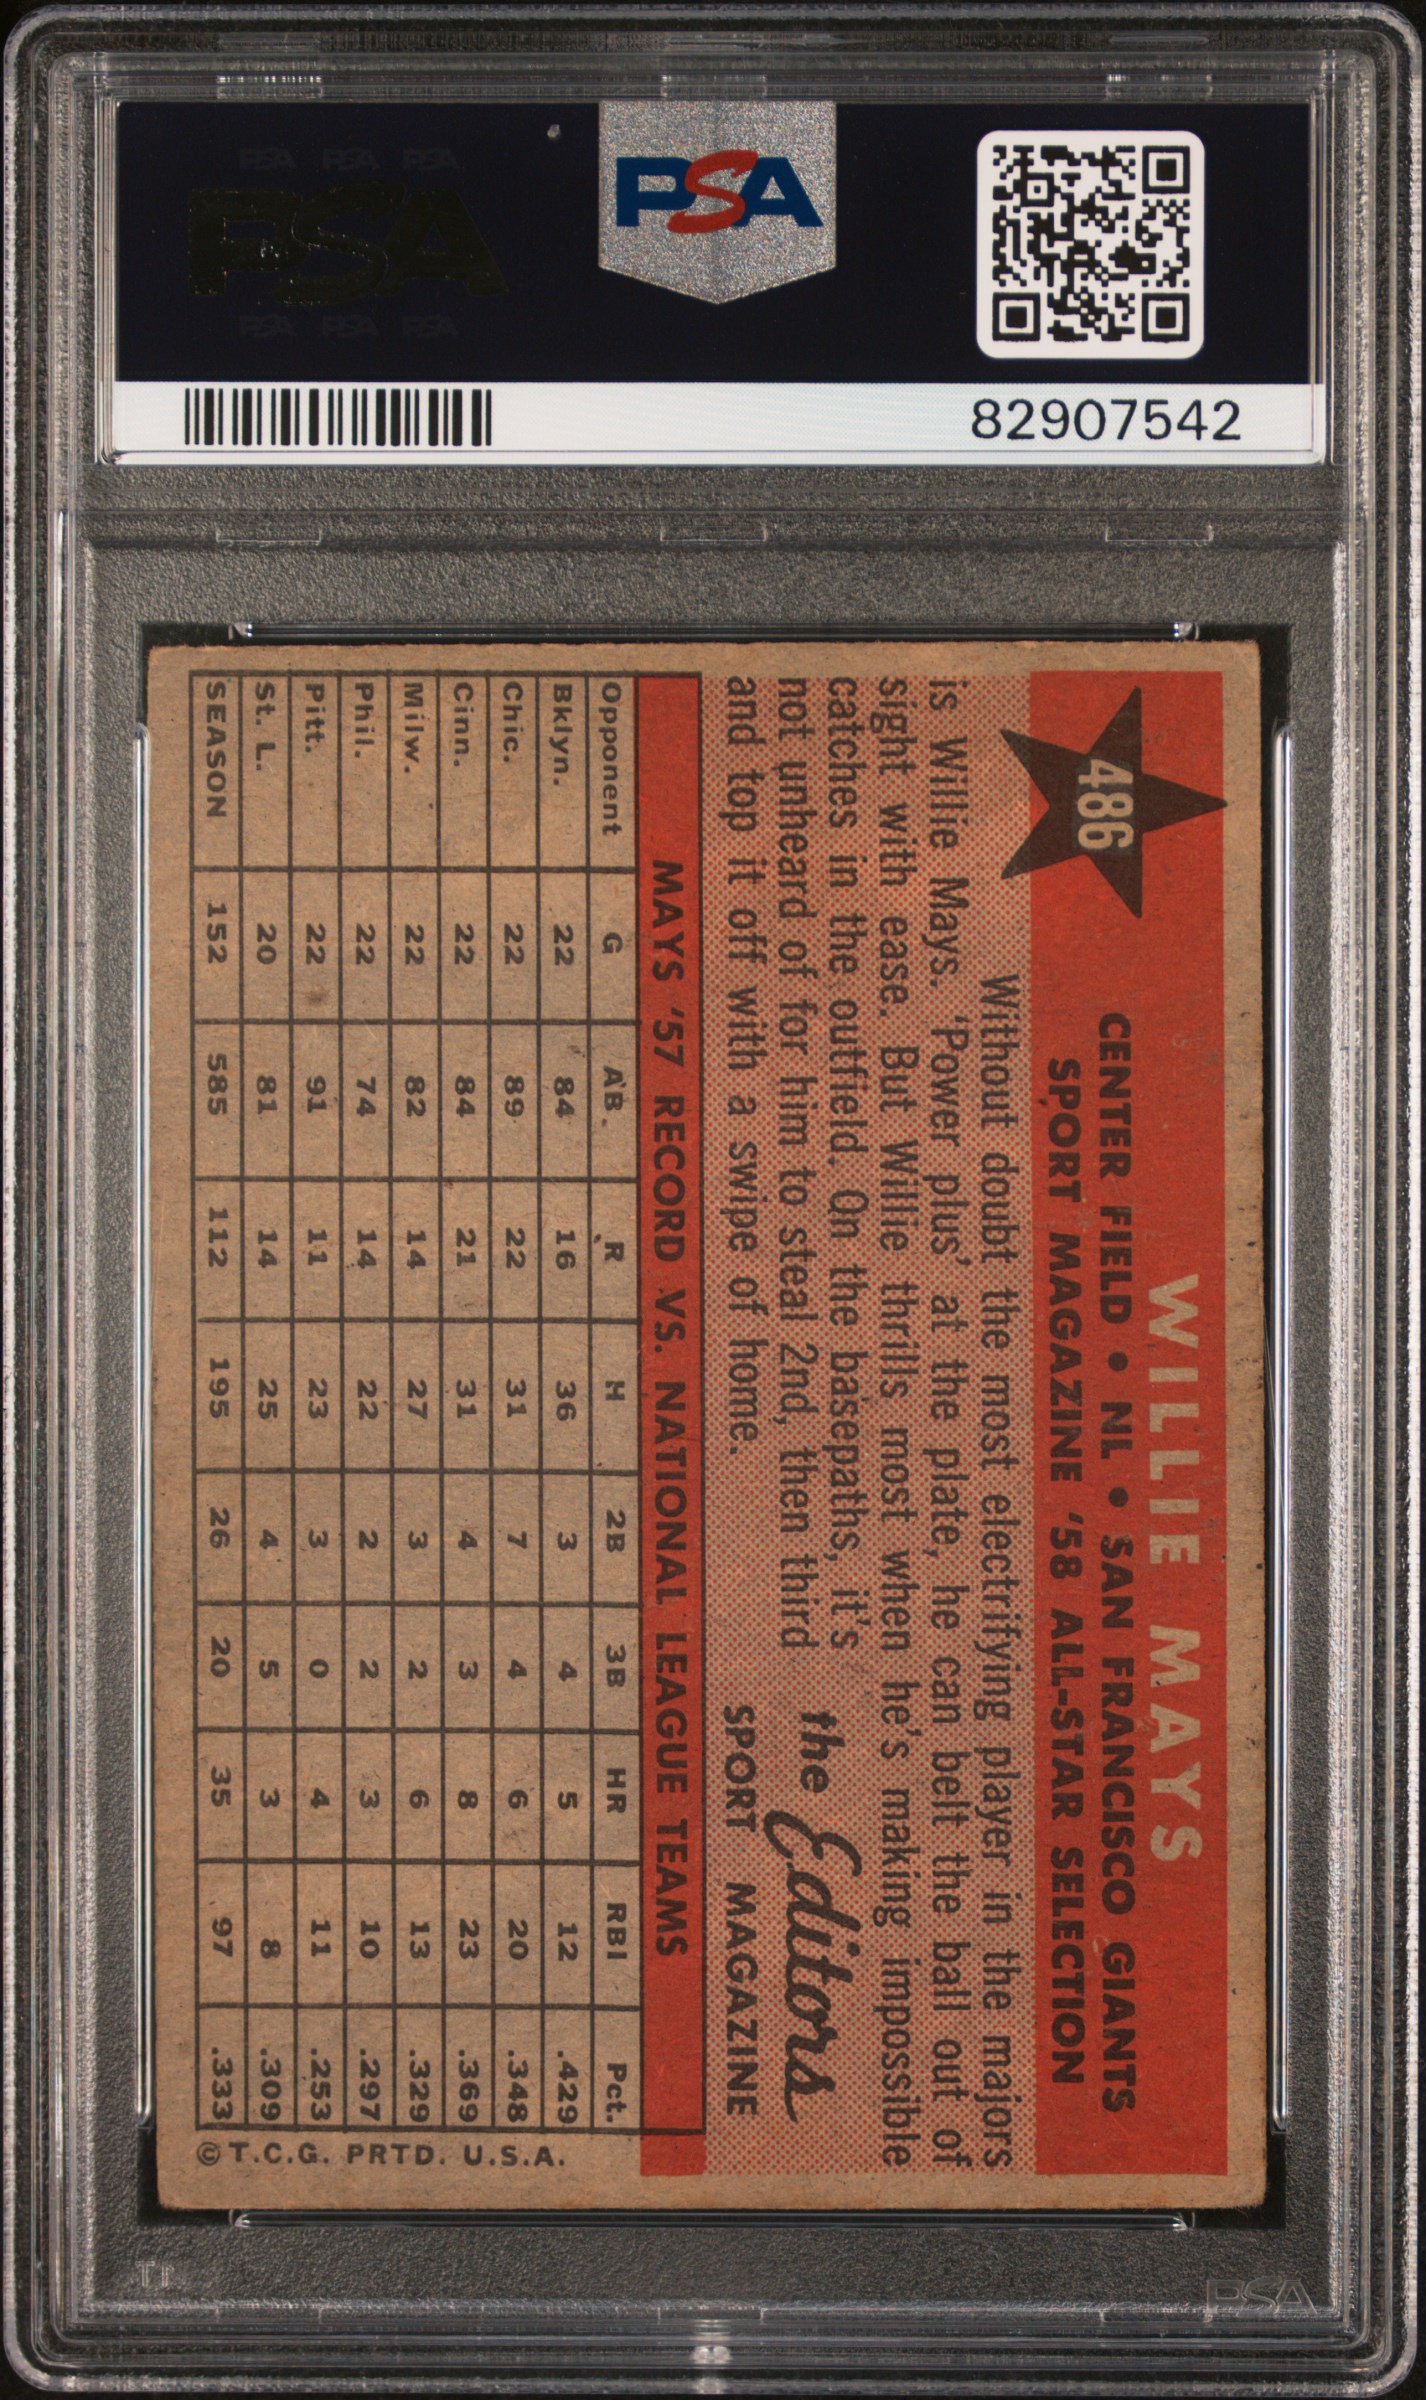 PSA PSA PSA
PSA
PSA PSA PSA
PSA
82907542
486
WILLIE MAYS
CENTER FIELD • NL • SAN FRANCISCO GIANTS
SPORT MAGAZINE '58 ALL-STAR SELECTION
Without doubt the most electrifying player in the majors
is Willie Mays. 'Power plus' at the plate, he can belt the ball out of
sight with ease. But Willie thrills most when he's making impossible
catches in the outfield. On the basepaths, it's
not unheard of for him to steal 2nd, then third
and top it off with a swipe of home.
the Editors
SPORT MAGAZINE
MAYS '57 RECORD VS. NATIONAL LEAGUE TEAMS
Opponent G AB R H 2B 3B HR RBI Pct.
Bklyn. 22 84 16 36 3 4 5 12 .429
Chic. 22 89 22 31 7 4 6 20 .348
Cinn. 22 84 21 31 4 3 8 23 .369
Milw. 22 82 14 27 3 2 6 13 .329
Phil. 22 74 14 22 2 2 3 10 .297
Pitt. 22 91 11 23 3 0 4 11 .253
St. L. 20 81 14 25 4 5 3 8 .309
SEASON 152 585 112 195 26 20 35 97 .333
© T.C.G. PRTD. U.S.A.
PSA